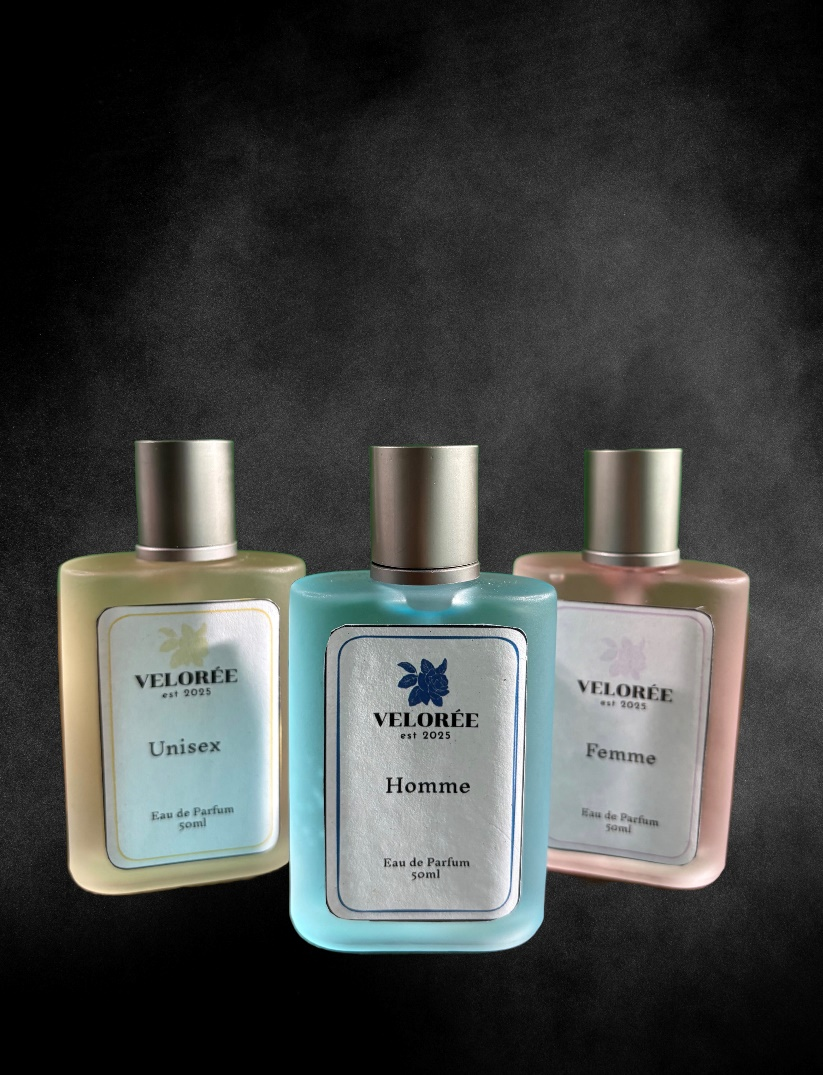 VELORÉE
est 2025
Unisex
Eau de Parfum
50ml
VELORÉE
est 2025
Homme
Eau de Parfum
50ml
VELORÉE
est 2025
Femme
Eau de Parfum
50ml